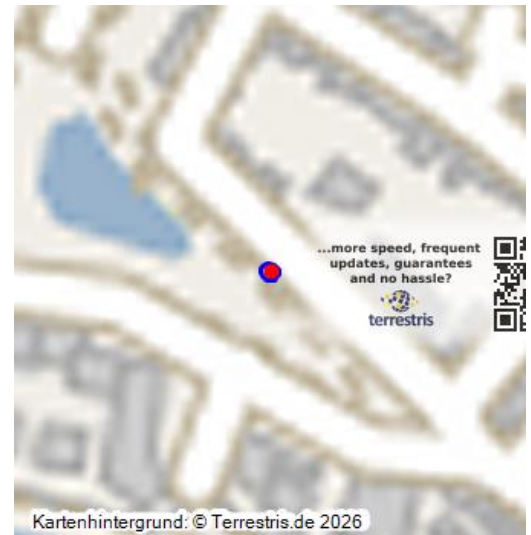 ...more speed, frequent
updates, guarantees
and no hassle?
terrestris
Kartenhintergrund: © Terrestris.de 2026